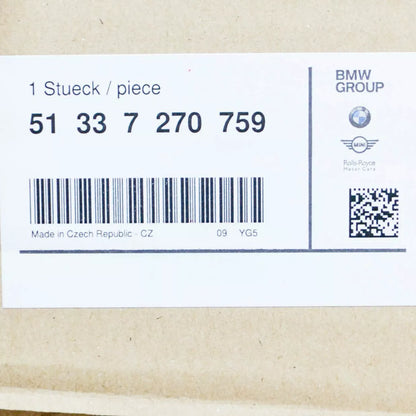 1 Stueck / piece
51 33 7 270 759
Made in Czech Republic - CZ 09 YG5
BMW
GROUP
MINI
Rolls-Royce
Motor Cars